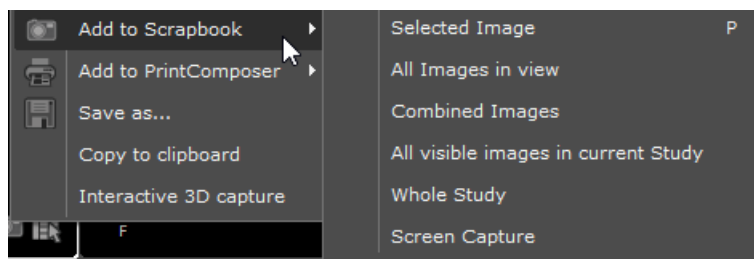 Add to Scrapbook
Add to PrintComposer
Save as...
Copy to clipboard
Interactive 3D capture
F
Selected Image P
All Images in view
Combined Images
All visible images in current Study
Whole Study
Screen Capture